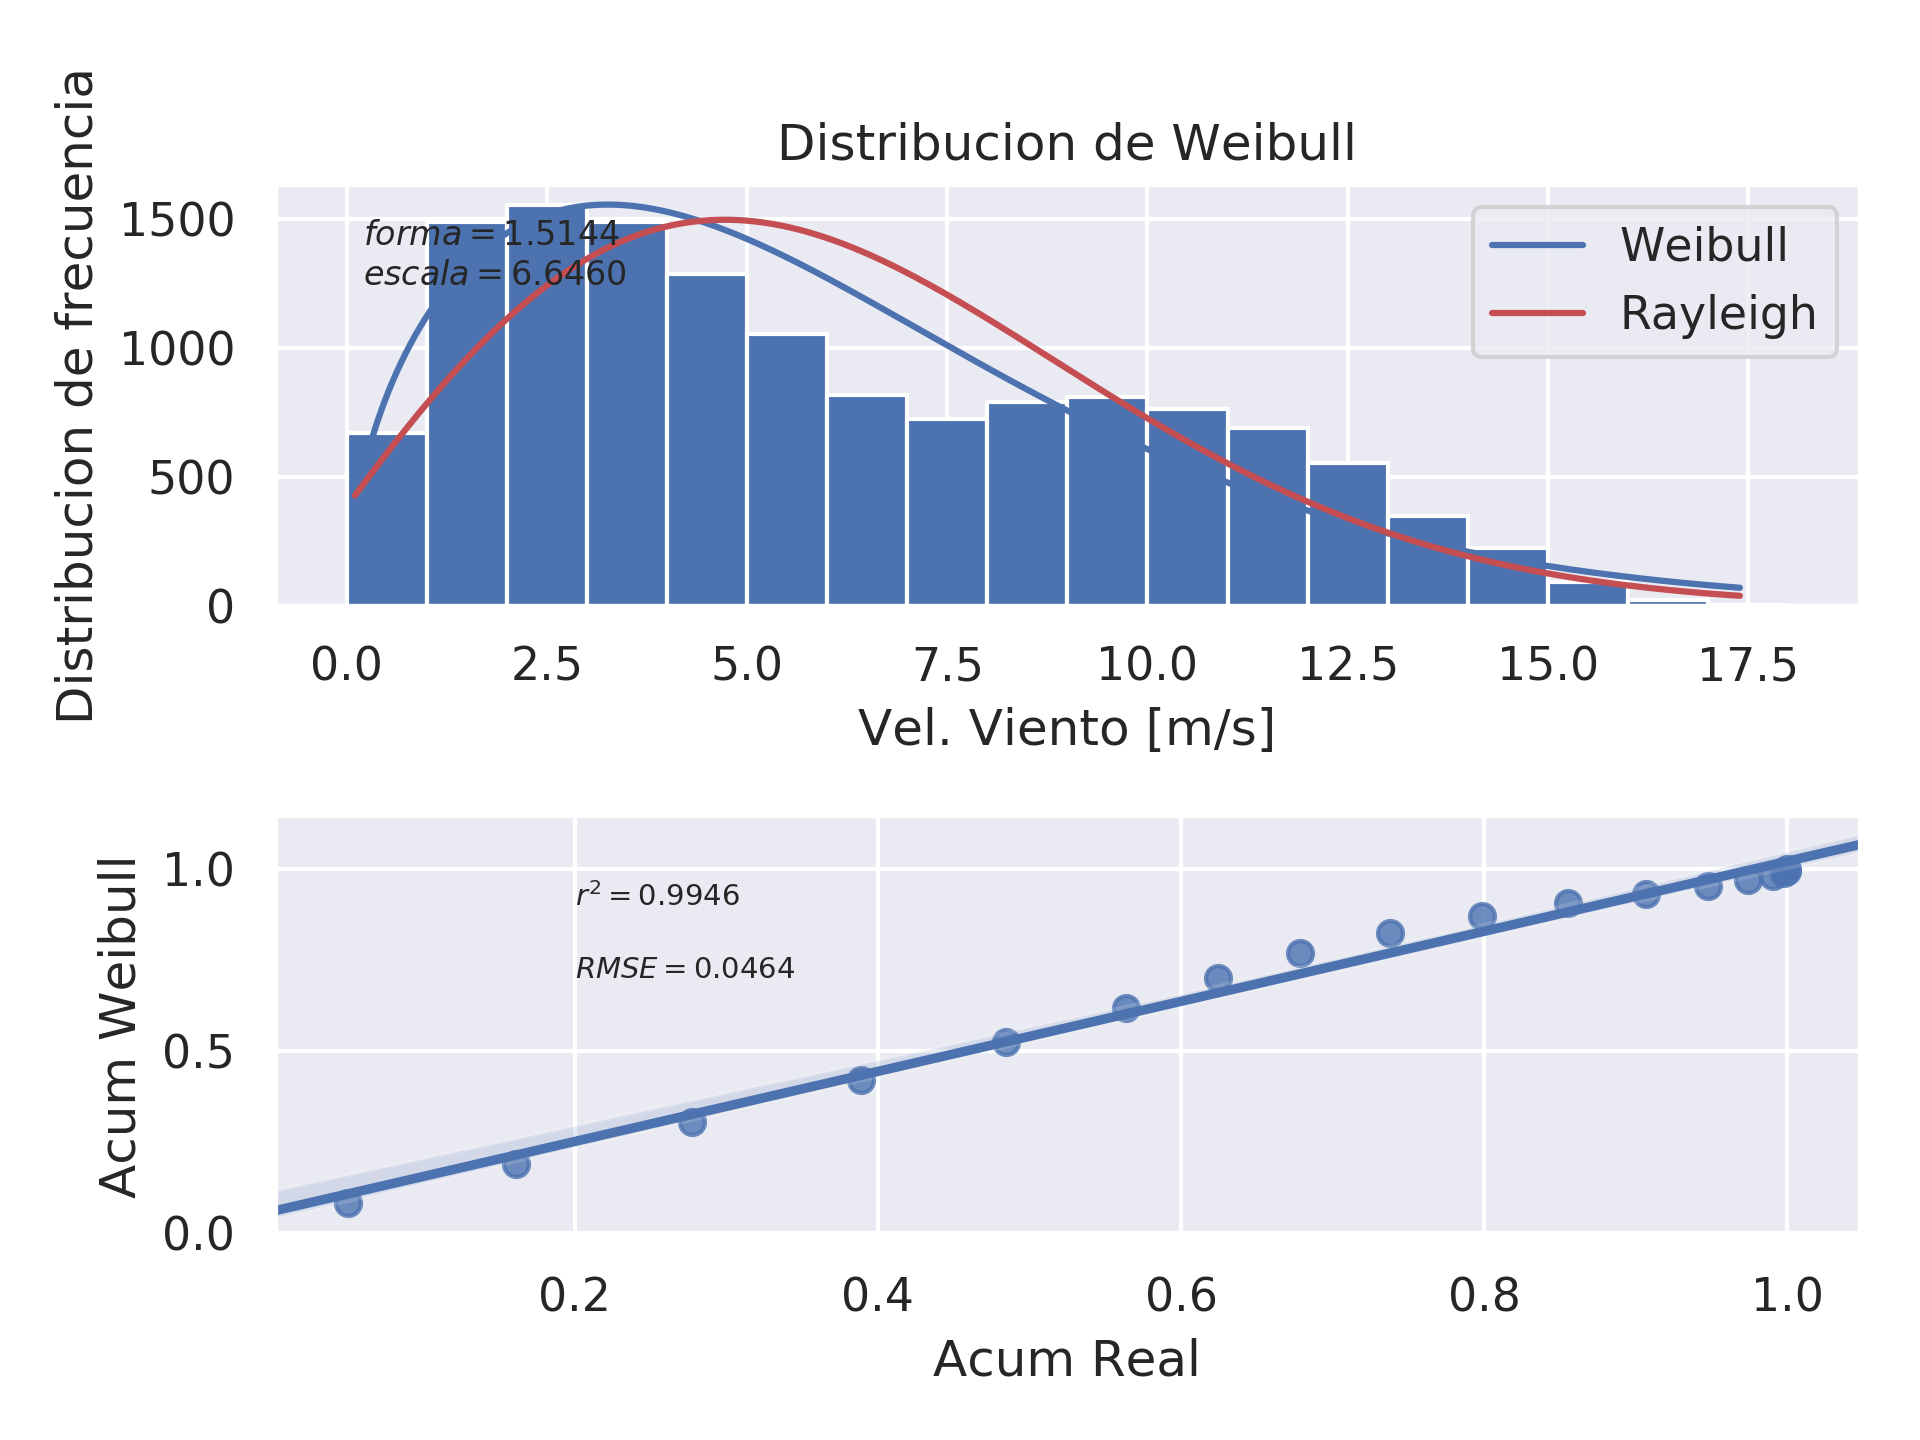 Distribucion de Weibull
Distribucion de frecuencia
1500
1000
500
0
forma = 1.5144
escala = 6.6460
Weibull
Rayleigh
0.0 2.5 5.0 7.5 10.0 12.5 15.0 17.5
Vel. Viento [m/s]
Acum Weibull
1.0
0.5
0.0
r² = 0.9946
RMSE = 0.0464
0.2 0.4 0.6 0.8 1.0
Acum Real